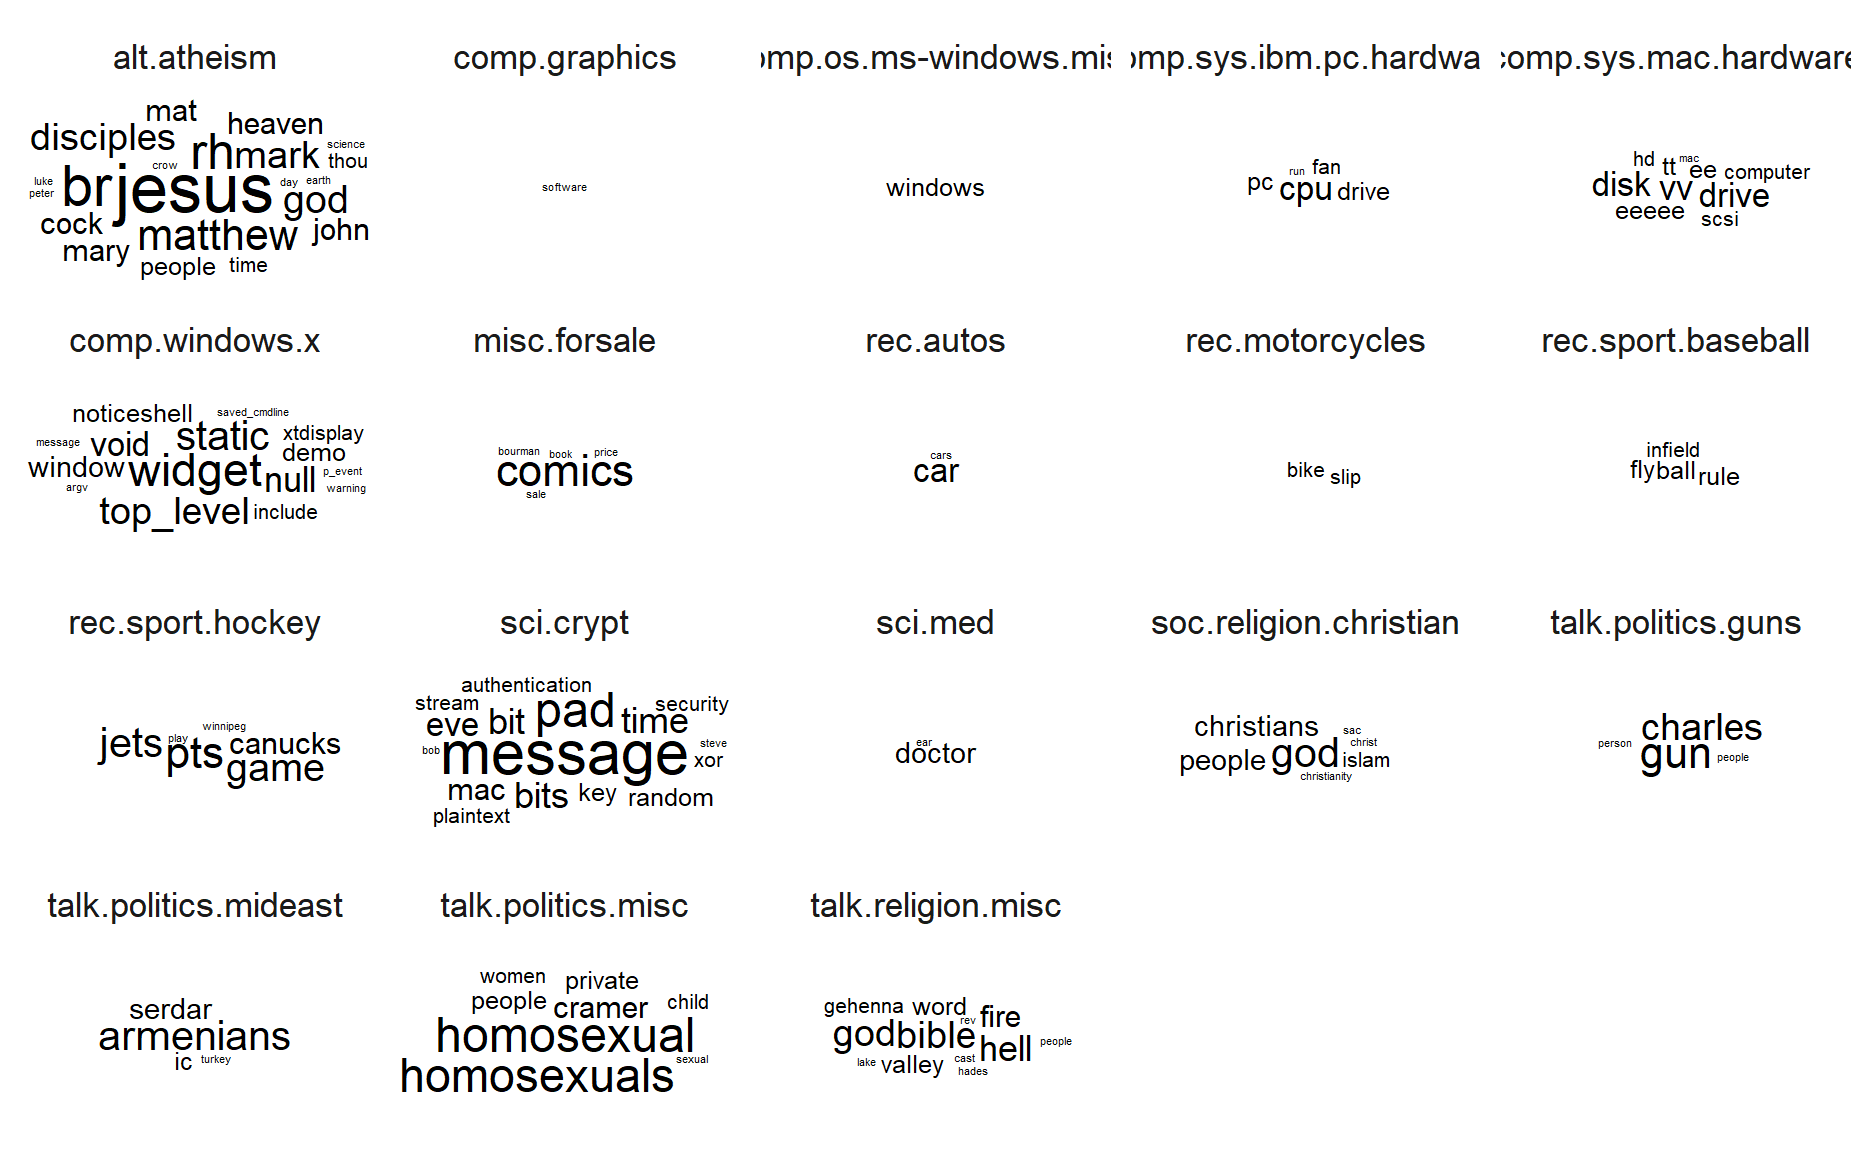 alt.atheism
comp.graphics
omp.os.ms-windows.mis
omp.sys.ibm.pc.hardwa
comp.sys.mac.hardware
mat
heaven
disciples
rhmark
science
thou
crow
luke
peter
brjesus
day
earth
god
cock
matthew
john
mary
people
time
software
windows
run
fan
pc
cpu
drive
hd
tt
mac
ee
computer
disk
vv
drive
eeeee
scsi
comp.windows.x
misc.forsale
rec.autos
rec.motorcycles
rec.sport.baseball
noticeshell
saved_cmdline
message
void
static
xtdisplay
demo
window
widget
null
p_event
argv
warning
top_level
include
bourman
book
price
comics
sale
cars
car
bike
slip
infield
flyball
rule
rec.sport.hockey
sci.crypt
sci.med
soc.religion.christian
talk.politics.guns
jets
play
winnipeg
pts
canucks
game
authentication
stream
eve
bit
pad
time
security
bob
message
steve
xor
mac
bits
key
random
plaintext
ear
doctor
christians
sac
christ
people
god
islam
christianity
charles
person
gun
people
talk.politics.mideast
talk.politics.misc
talk.religion.misc
serdar
armenians
ic
turkey
women
private
people
cramer
child
homosexual
homosexuals
sexual
gehenna
word
rev
fire
god
bible
hell
people
lake
valley
cast
hades